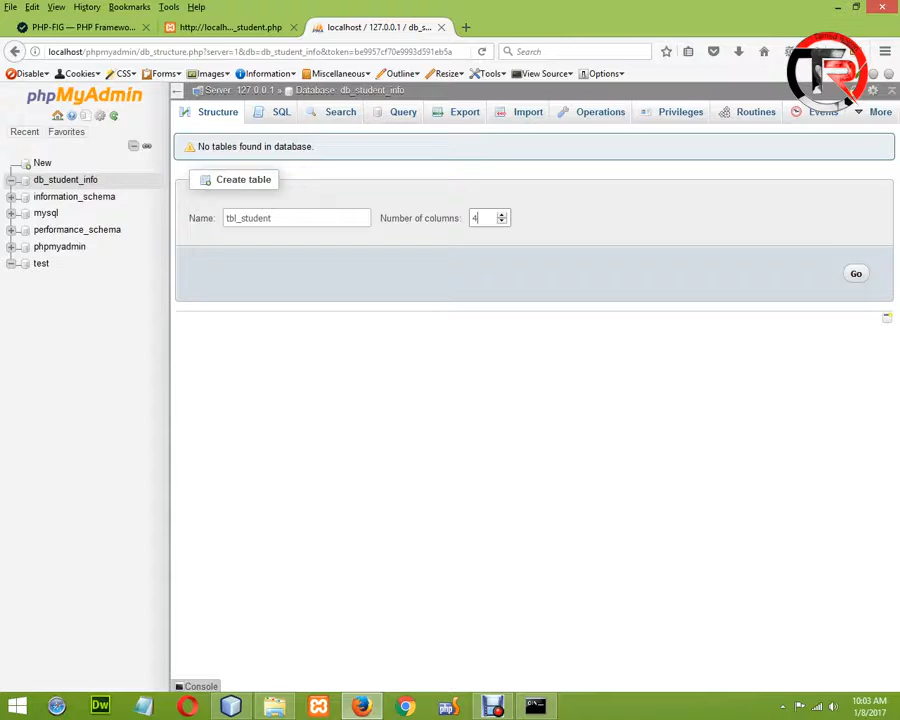 File Edit View History Bookmarks Tools Help
PHP-FIG — PHP Framewo...
http://localh..._student.php
localhost / 127.0.0.1 / db_s...
localhost/phpmyadmin/db_structure.php?server=1&db=db_student_info&token=be9957cf70e9993d591eb5a
Search
Disable Cookies CSS Forms Images Information Miscellaneous Outline Resize Tools View Source Options
phpMyAdmin
Recent Favorites
New
db_student_info
information_schema
mysql
performance_schema
phpmyadmin
test
Server: 127.0.0.1 » Database: db_student_info
Structure SQL Search Query Export Import Operations Privileges Routines Events More
No tables found in database.
Create table
Name: tbl_student Number of columns: 4
Go
Console
Dw
php
TR
10:03 AM
1/8/2017